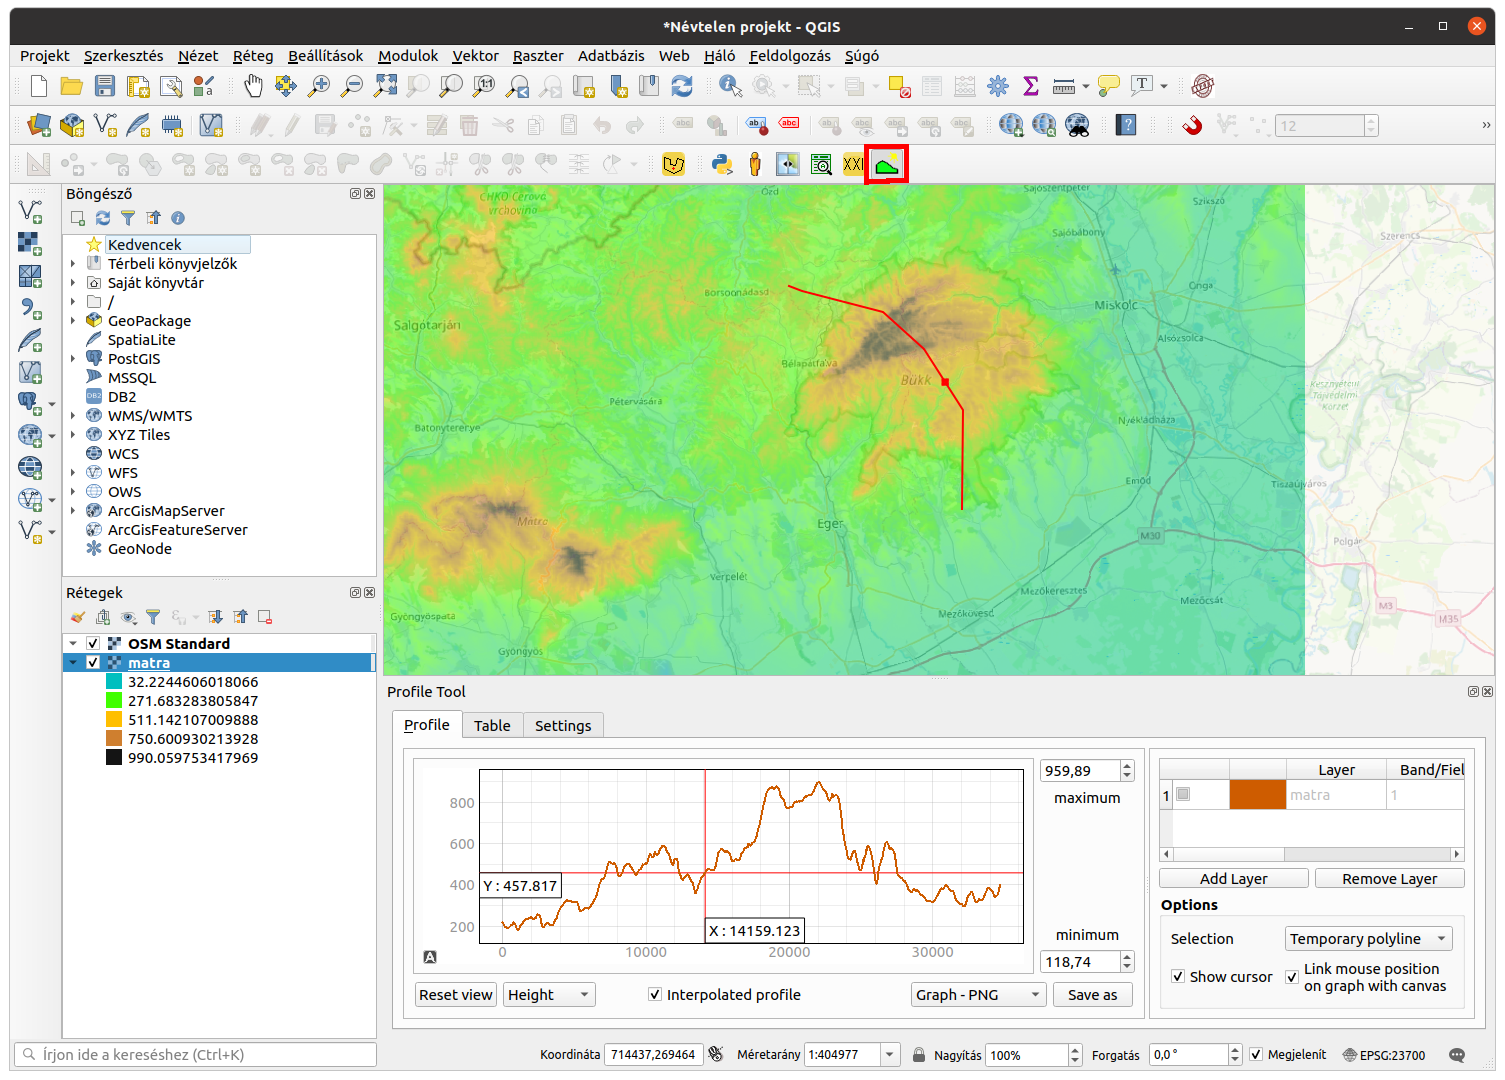 *Névtelen projekt - QGIS
Projekt Szerkesztés Nézet Réteg Beállítások Modulok Vektor Raszter Adatbázis Web Háló Feldolgozás Súgó
12
XXL
Böngésző
Kedvencek
Térbeli könyvjelzők
Saját könyvtár
/
GeoPackage
SpatiaLite
PostGIS
MSSQL
DB2
WMS/WMTS
XYZ Tiles
WCS
WFS
OWS
ArcGisMapServer
ArcGisFeatureServer
GeoNode
Rétegek
OSM Standard
matra
32.2244606018066
271.683283805847
511.142107009888
750.600930213928
990.059753417969
Írjon ide a kereséshez (Ctrl+K)
CHKO Cerová
vrchovina
Ózd
Sajószentpéter
Szikszó
Sajóbábony
Szerencs
Borsodnádasd
Miskolc
Ginga
Salgótarján
Alsózsolca
Bélapátfalva
Bükk
Kesznyéteni
Tájvédelmi
Körzet
Pétervására
Bátonyterenye
Nyékládháza
Emőd
Tiszaújváros
Mátra
Eger
M30
Polgár
Verpelét
Mezőkeresztes
Mezőcsát
M3
M35
Gyöngyöspata
Mezőkövesd
Gyöngyös
Profile Tool
Profile Table Settings
800
600
400
200
Y : 457.817
X : 14159.123
0 10000 20000 30000
A
959,89
maximum
minimum
118,74
Reset view Height Interpolated profile Graph - PNG Save as
Layer Band/Fiel
1 matra 1
Add Layer Remove Layer
Options
Selection Temporary polyline
Show cursor Link mouse position
on graph with canvas
Koordináta 714437,269464 Méretarány 1:404977 Nagyítás 100% Forgatás 0,0 ° Megjelenít EPSG:23700